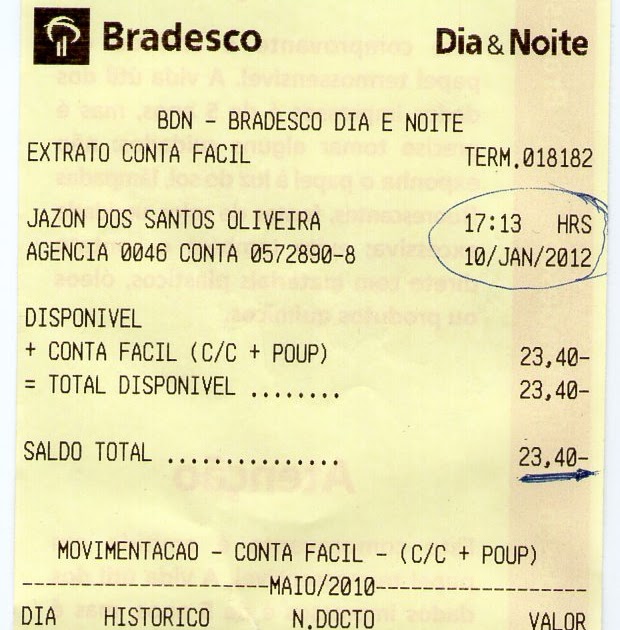 Bradesco Dia&Noite
BDN - BRADESCO DIA E NOITE
EXTRATO CONTA FACIL TERM.018182
JAZON DOS SANTOS OLIVEIRA 17:13 HRS
AGENCIA 0046 CONTA 0572890-8 10/JAN/2012
DISPONIVEL
+ CONTA FACIL (C/C + POUP) 23,40-
= TOTAL DISPONIVEL ........ 23,40-
SALDO TOTAL ............... 23,40-
MOVIMENTACAO - CONTA FACIL - (C/C + POUP)
----------------------MAIO/2010-------------------
DIA HISTORICO N.DOCTO VALOR